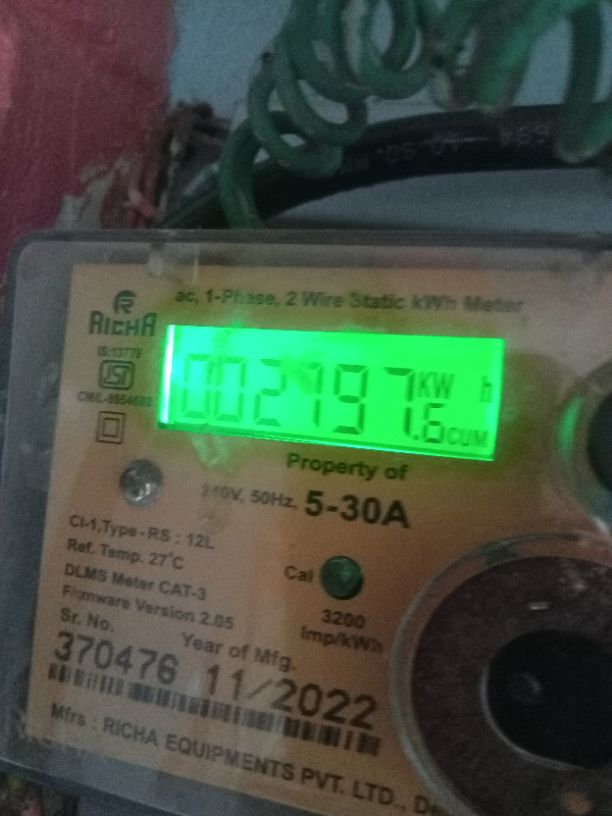 ac, 1-Phase, 2 Wire Static kWh Meter
RICHA
IS:13779
ISI
002797.6 KW h
CUM
Property of
240V, 50Hz, 5-30A
Cl-1, Type - RS : 12L
Ref. Temp. 27°C
DLMS Meter CAT-3
Firmware Version 2.05
Cal
3200
Imp/kWh
Sr. No. Year of Mfg.
370476 11/2022
Mfrs : RICHA EQUIPMENTS PVT. LTD.,